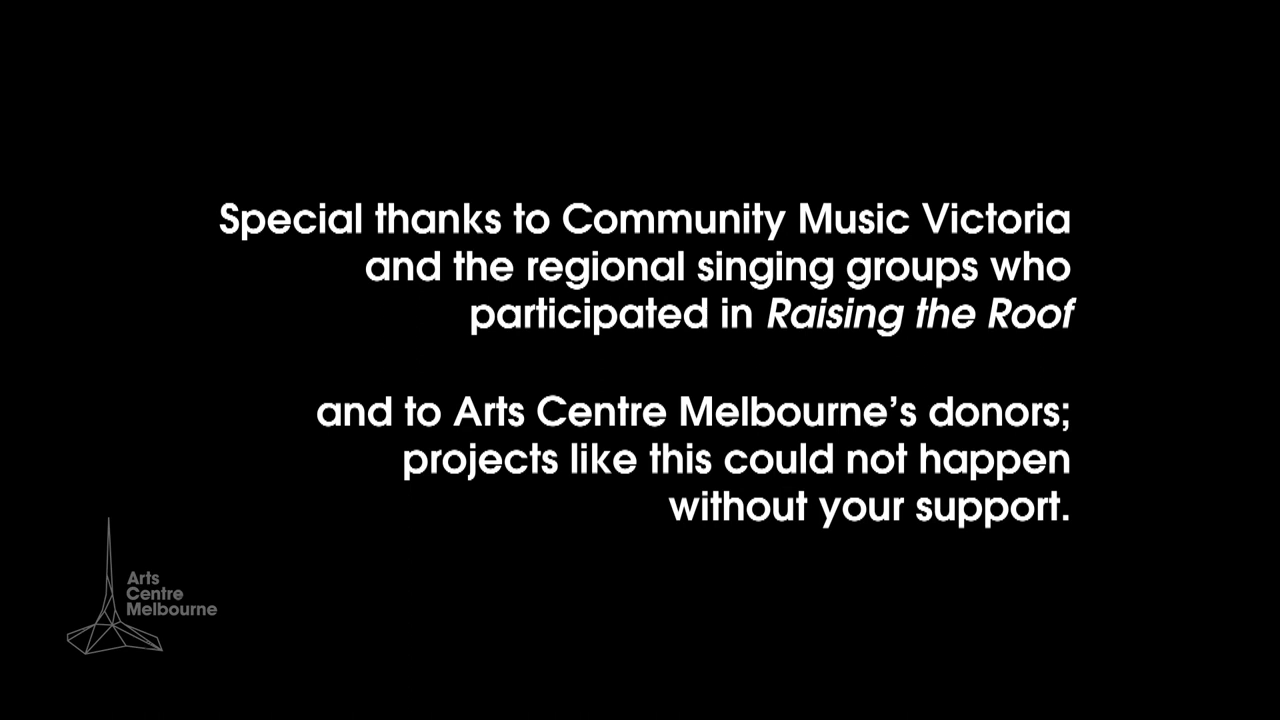 Special thanks to Community Music Victoria
and the regional singing groups who
participated in Raising the Roof
and to Arts Centre Melbourne’s donors;
projects like this could not happen
without your support.
Arts
Centre
Melbourne